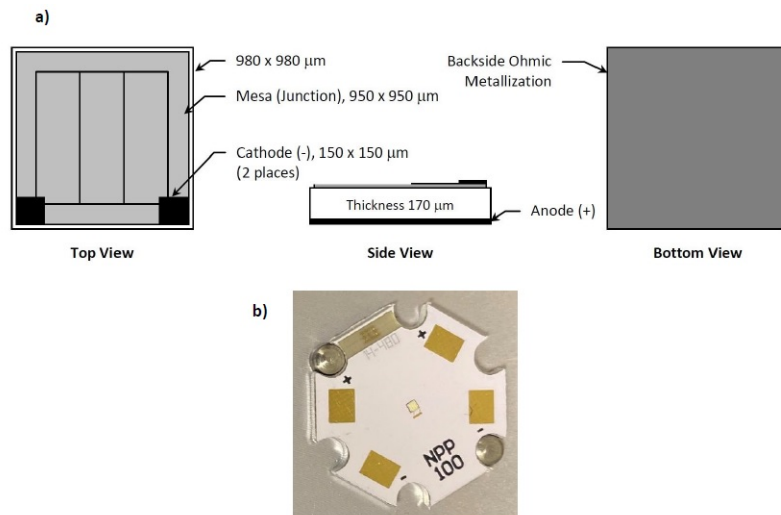 a)
980 x 980 µm
Mesa (Junction), 950 x 950 µm
Cathode (-), 150 x 150 µm
(2 places)
Top View
Thickness 170 µm
Anode (+)
Side View
Backside Ohmic
Metallization
Bottom View
b)
+
H-480
+
-
-
NPP
100